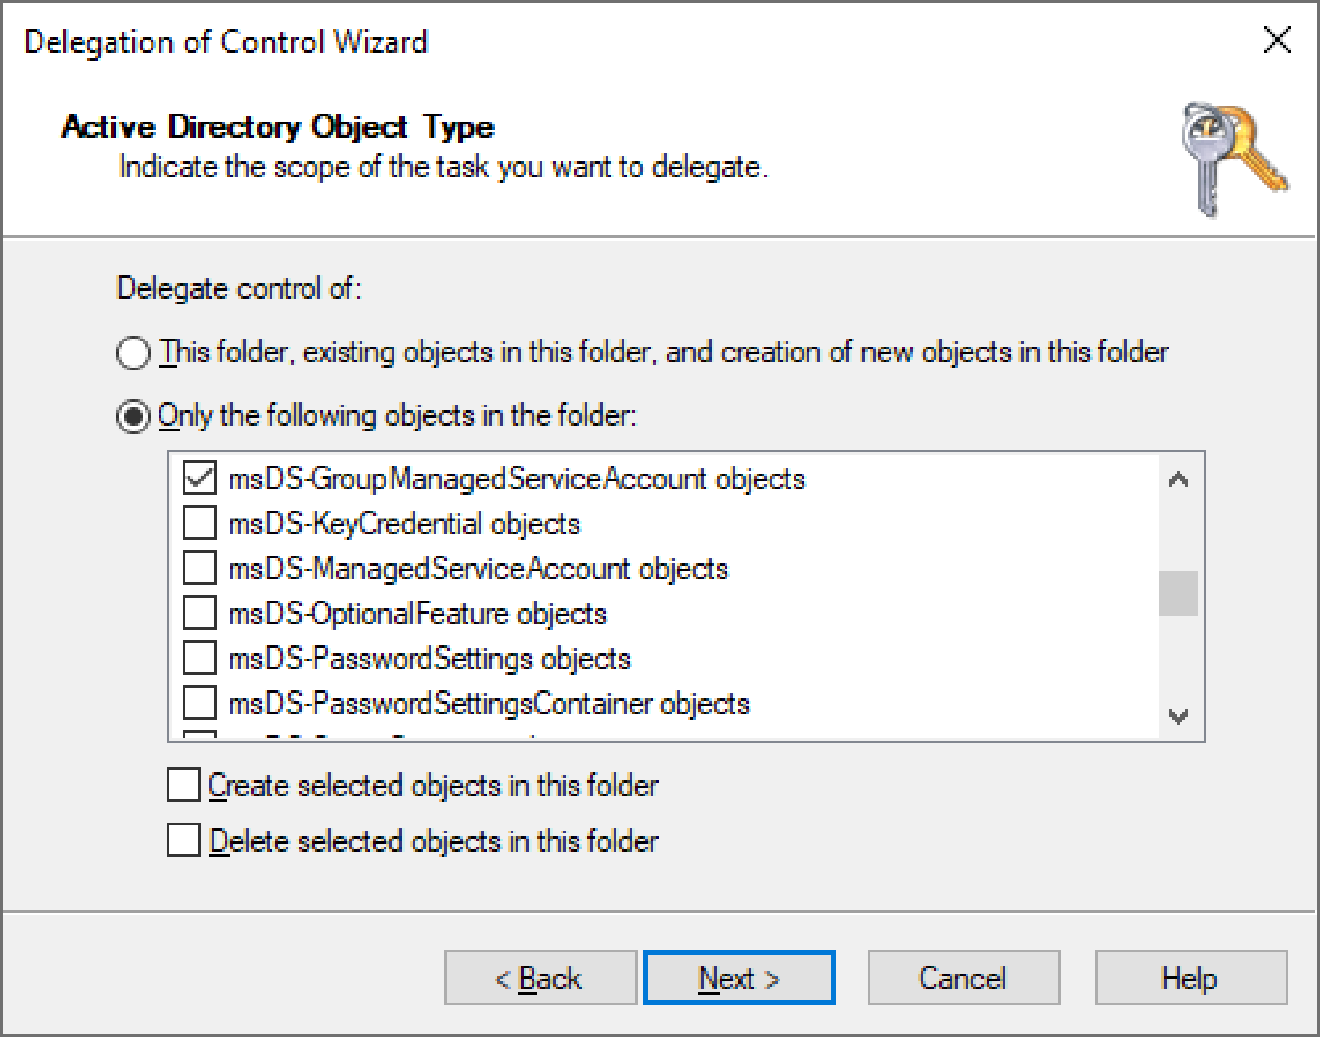 Delegation of Control Wizard
Active Directory Object Type
Indicate the scope of the task you want to delegate.
Delegate control of:
This folder, existing objects in this folder, and creation of new objects in this folder
Only the following objects in the folder:
msDS-GroupManagedServiceAccount objects
msDS-KeyCredential objects
msDS-ManagedServiceAccount objects
msDS-OptionalFeature objects
msDS-PasswordSettings objects
msDS-PasswordSettingsContainer objects
Create selected objects in this folder
Delete selected objects in this folder
< Back Next > Cancel Help